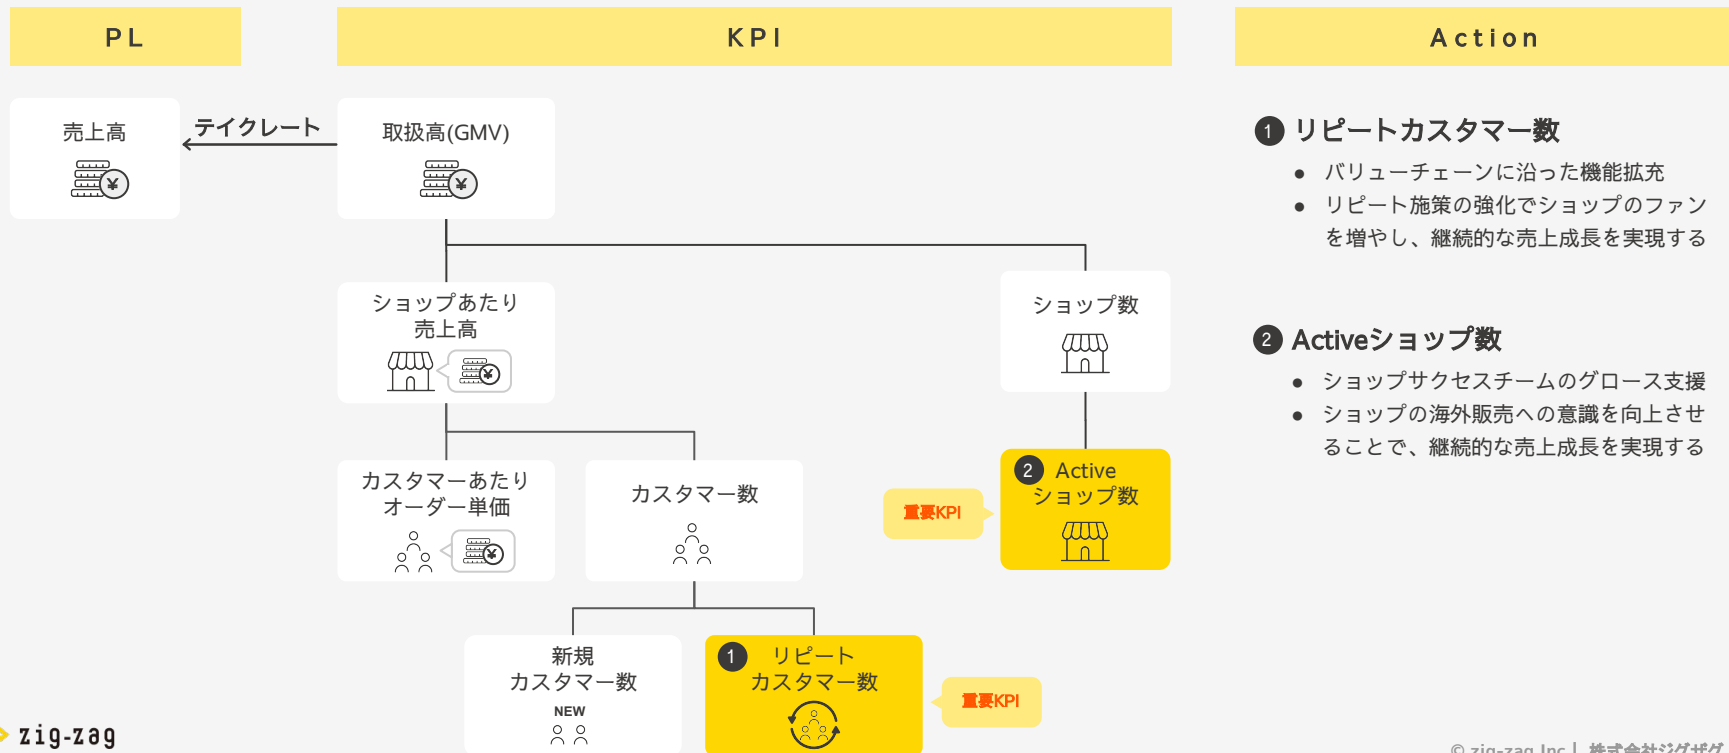 PL
KPI
Action
売上高
テイクレート
取扱高(GMV)
ショップあたり
売上高
ショップ数
カスタマーあたり
オーダー単価
カスタマー数
重要KPI
2 Active
ショップ数
新規
カスタマー数
NEW
1 リピート
カスタマー数
重要KPI
1 リピートカスタマー数
● バリューチェーンに沿った機能拡充
● リピート施策の強化でショップのファン
を増やし、継続的な売上成長を実現する
2 Activeショップ数
● ショップサクセスチームのグロース支援
● ショップの海外販売への意識を向上させ
ることで、継続的な売上成長を実現する
zig-zag
© zig-zag Inc | 株式会社ジグザグ